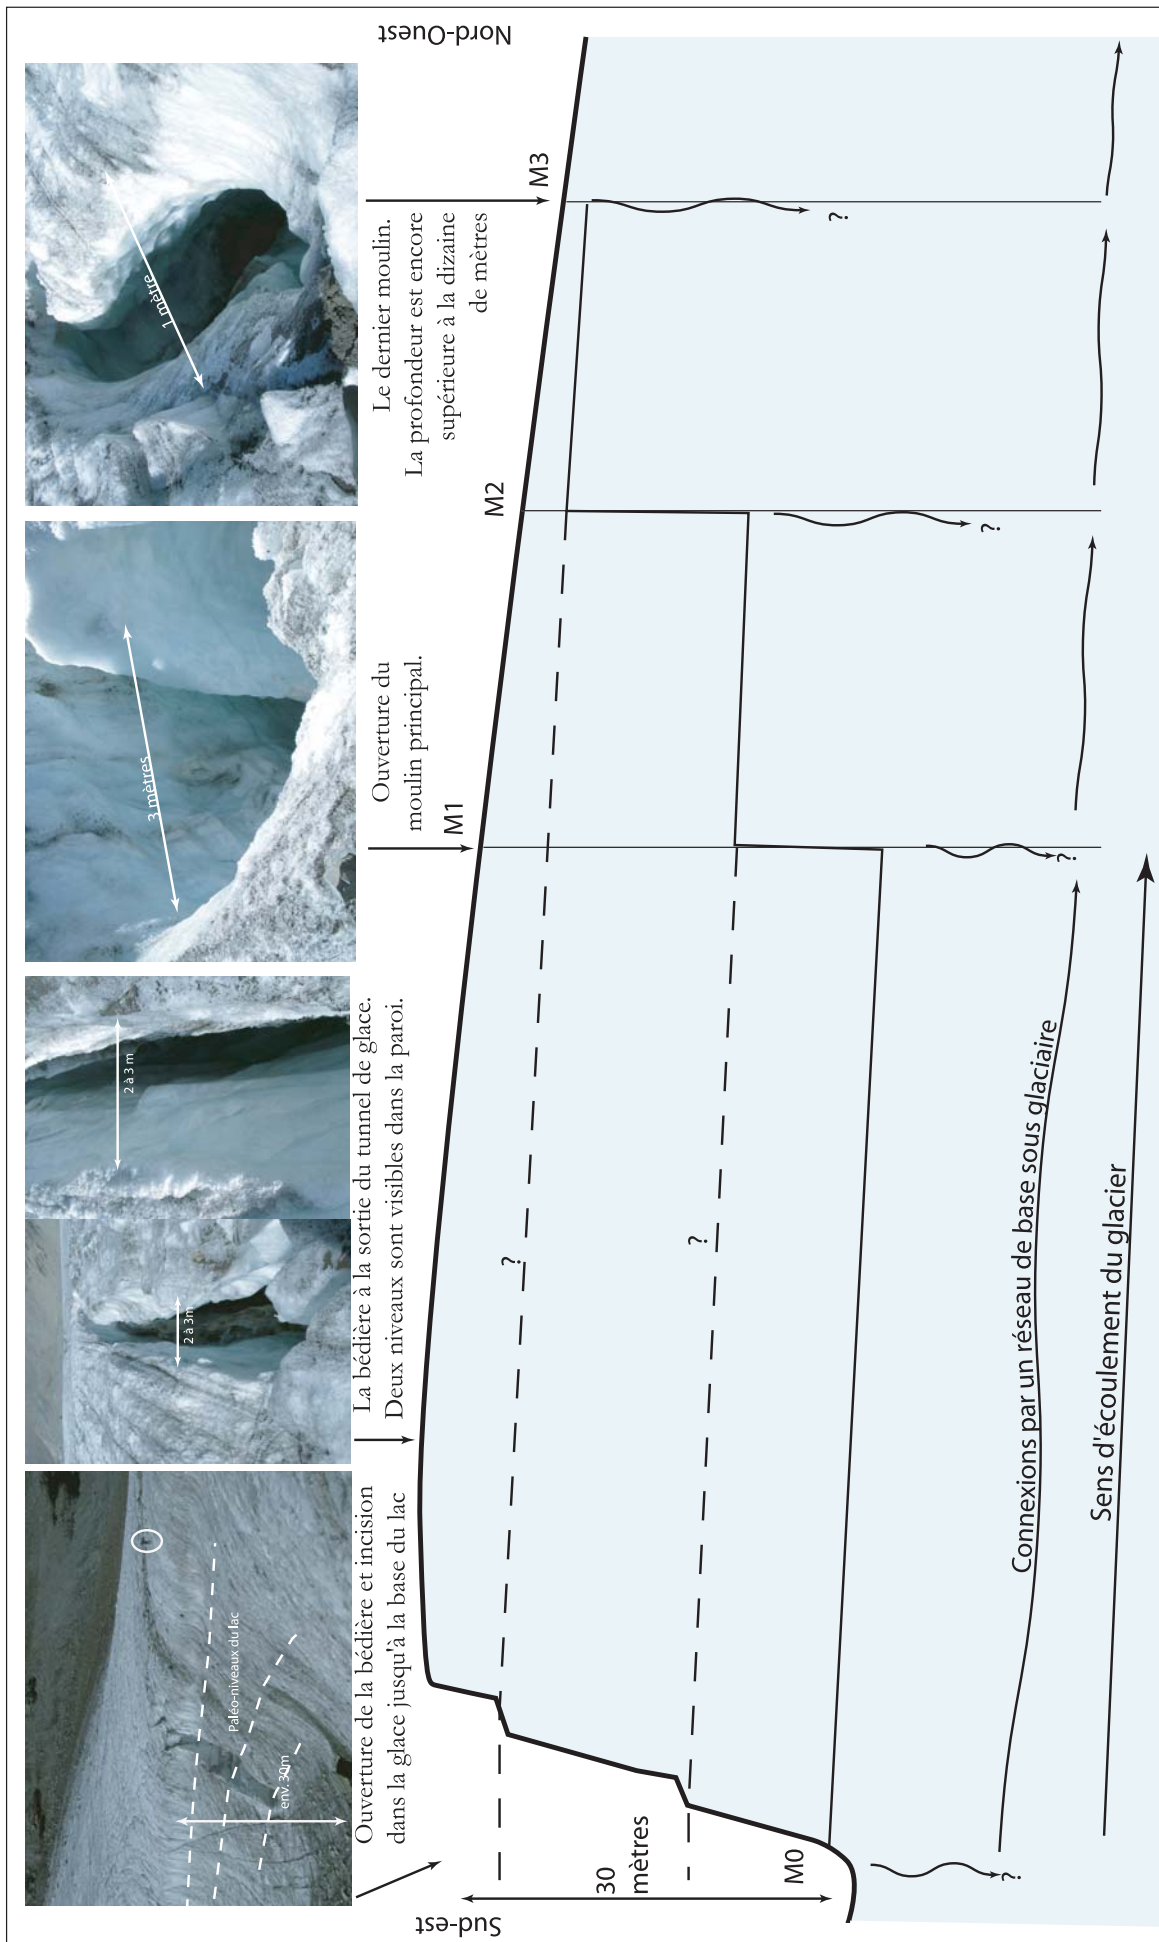 Sud-est
Nord-Ouest
Paléo-niveaux du lac
env. 30m
2 à 3m
2 à 3 m
3 mètres
1 mètre
Ouverture de la bédière et incision
dans la glace jusqu'à la base du lac
La bédière à la sortie du tunnel de glace.
Deux niveaux sont visibles dans la paroi.
Ouverture du
moulin principal.
Le dernier moulin.
La profondeur est encore
supérieure à la dizaine
de mètres
M0
M1
M2
M3
30
mètres
?
?
?
?
?
?
Connexions par un réseau de base sous glaciaire
Sens d'écoulement du glacier